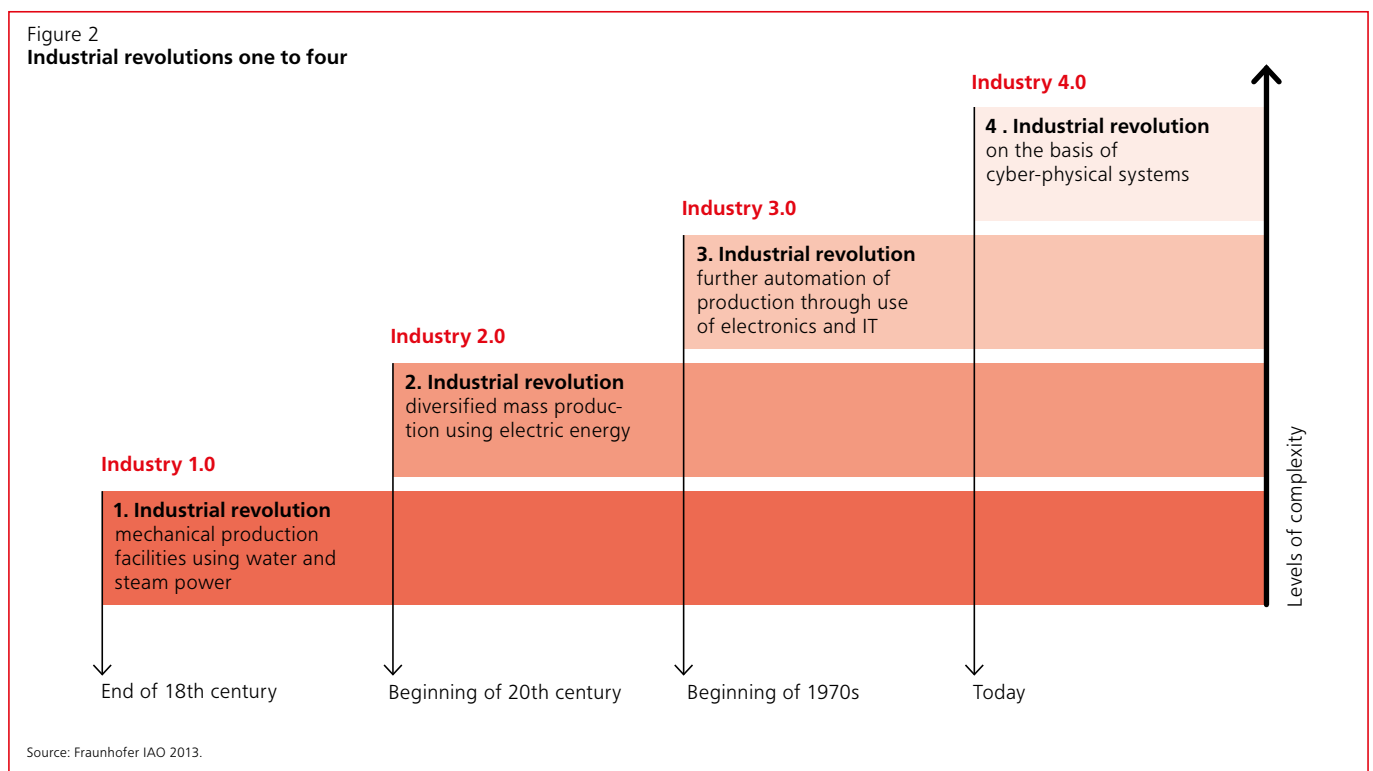 Figure 2
Industrial revolutions one to four
Industry 4.0
4 . Industrial revolution
on the basis of
cyber-physical systems
Industry 3.0
3. Industrial revolution
further automation of
production through use
of electronics and IT
Industry 2.0
2. Industrial revolution
diversified mass produc-
tion using electric energy
Industry 1.0
1. Industrial revolution
mechanical production
facilities using water and
steam power
Levels of complexity
End of 18th century
Beginning of 20th century
Beginning of 1970s
Today
Source: Fraunhofer IAO 2013.